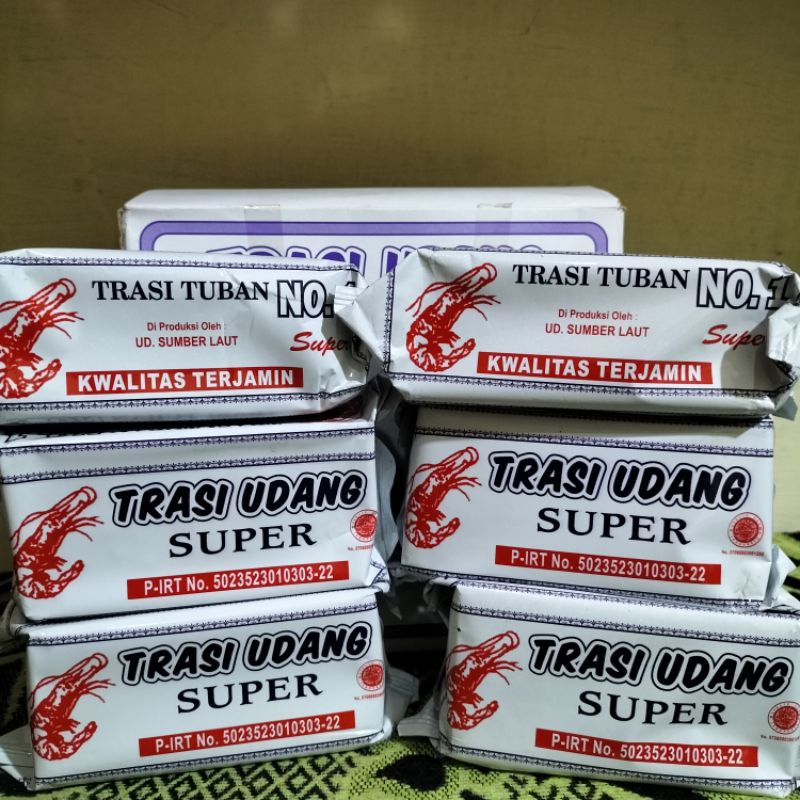 TRASI UDANG
TRASI TUBAN NO. 1
Di Produksi Oleh :
UD. SUMBER LAUT
Super
KWALITAS TERJAMIN
TRASI TUBAN NO. 1
Di Produksi Oleh :
UD. SUMBER LAUT
Super
KWALITAS TERJAMIN
TRASI UDANG
SUPER
P-IRT No. 5023523010303-22
TRASI UDANG
SUPER
P-IRT No. 5023523010303-22
TRASI UDANG
SUPER
P-IRT No. 5023523010303-22
TRASI UDANG
SUPER
P-IRT No. 5023523010303-22